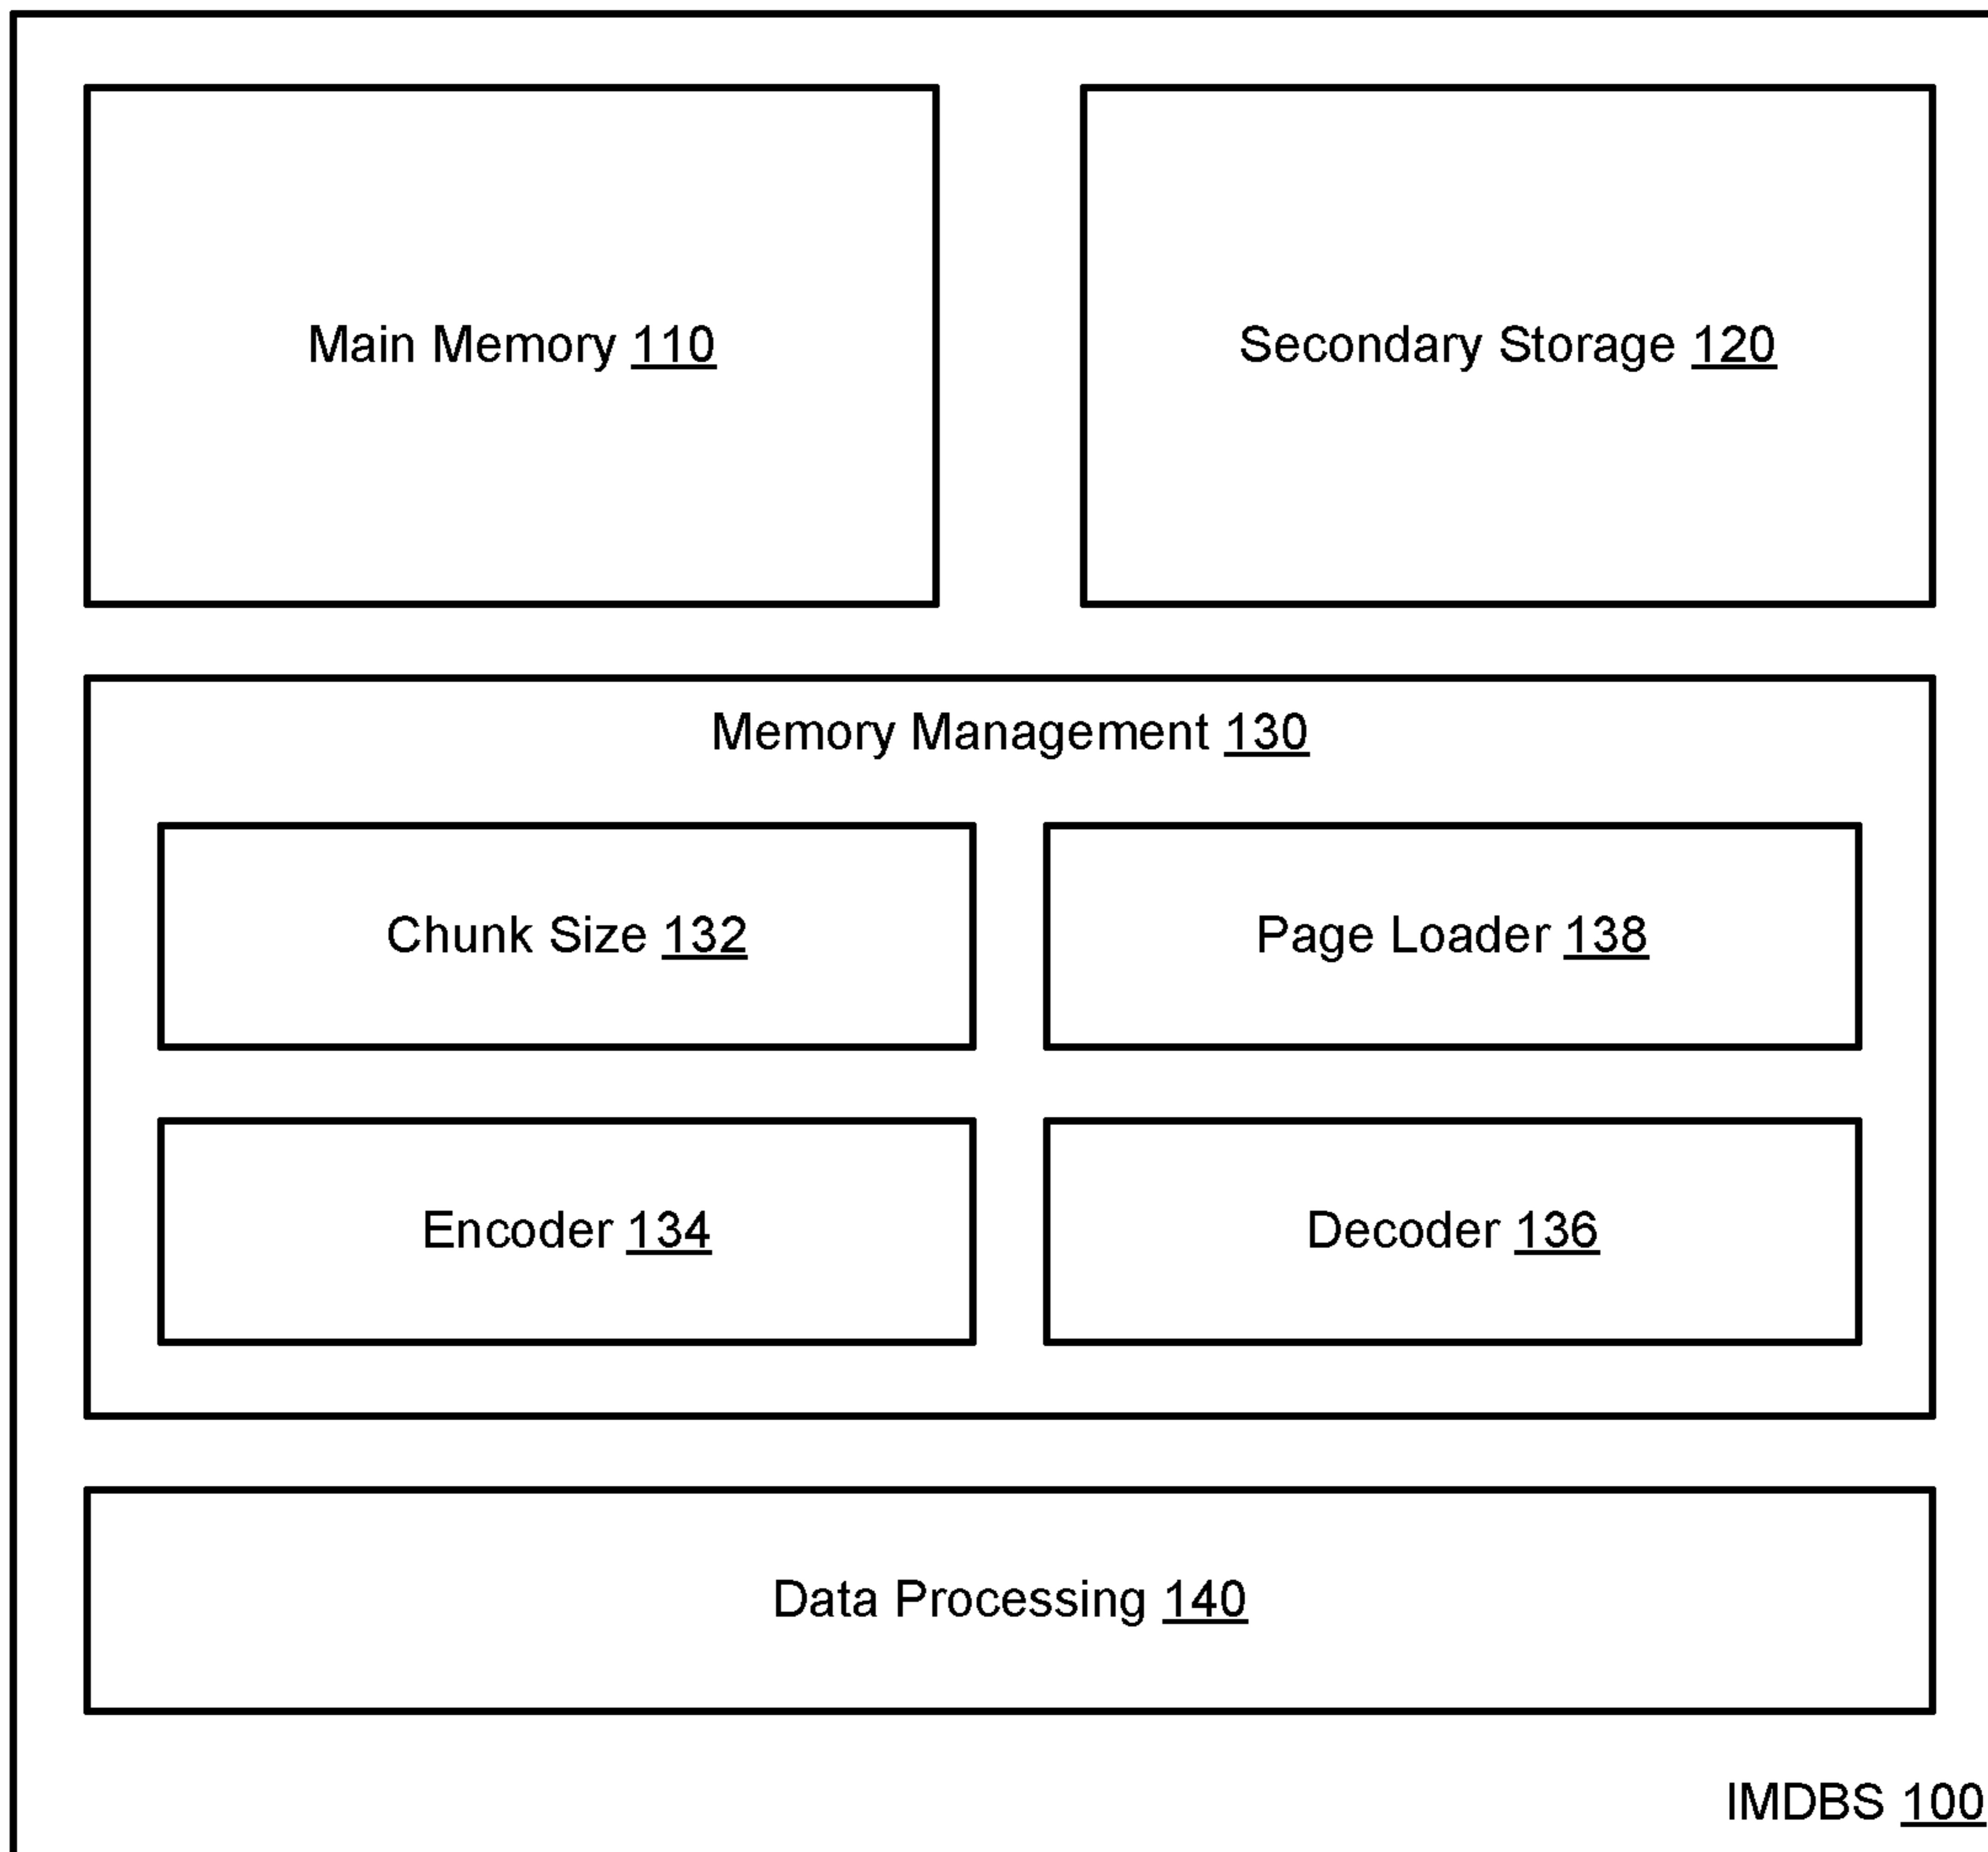 Main Memory 110
Secondary Storage 120
Memory Management 130
Chunk Size 132
Page Loader 138
Encoder 134
Decoder 136
Data Processing 140
IMDBS 100